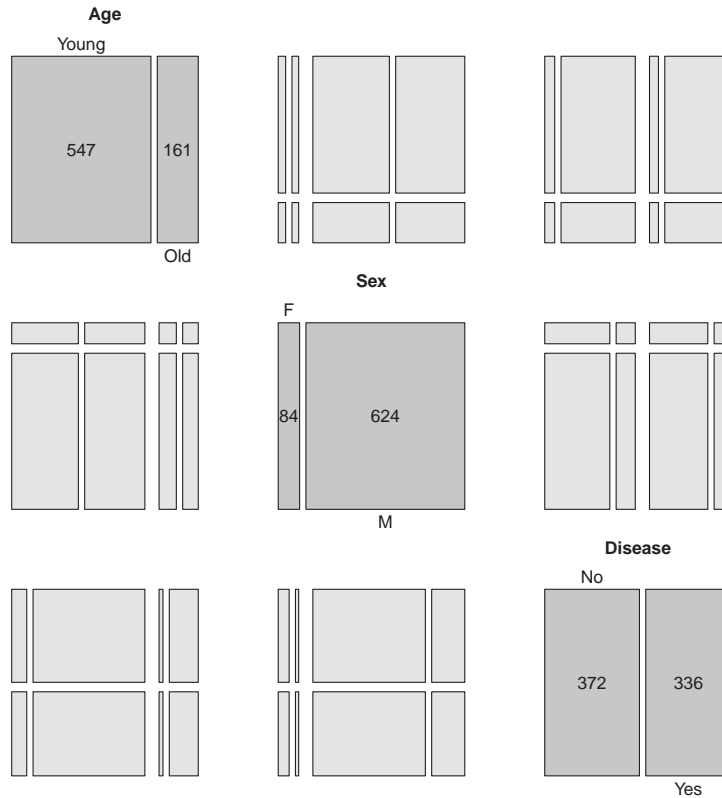 Age
Young
547
161
Old
Sex
F
84
624
M
Disease
No
372
336
Yes